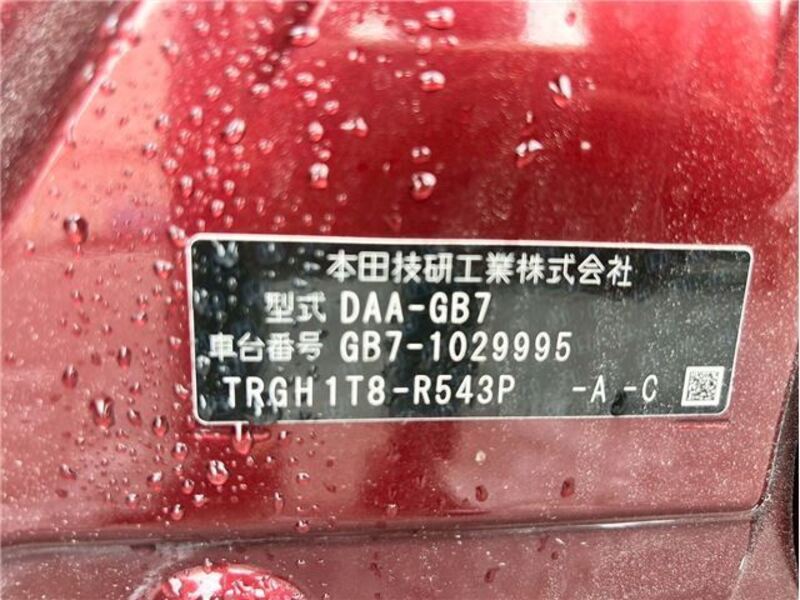 本田技研工業株式会社
型式 DAA-GB7
車台番号 GB7-1029995
TRGH1T8-R543P -A -C